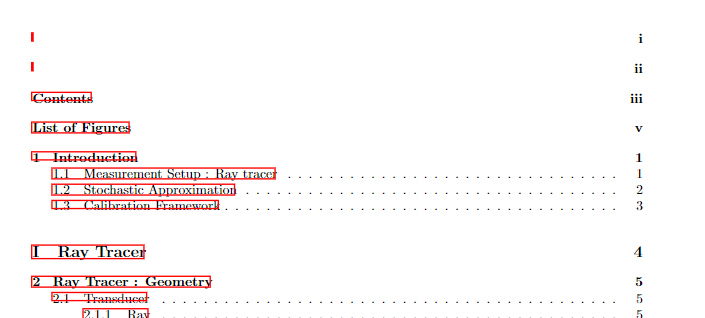 i
ii
Contents iii
List of Figures v
1 Introduction 1
1.1 Measurement Setup : Ray tracer . . . . . . . . . . . . . . . . . . . . . . . . . . . . . 1
1.2 Stochastic Approximation . . . . . . . . . . . . . . . . . . . . . . . . . . . . . . . . 2
1.3 Calibration Framework . . . . . . . . . . . . . . . . . . . . . . . . . . . . . . . . . . 3
I Ray Tracer 4
2 Ray Tracer : Geometry 5
2.1 Transducer . . . . . . . . . . . . . . . . . . . . . . . . . . . . . . . . . . . . . . . . . 5
2.1.1 Ray . . . . . . . . . . . . . . . . . . . . . . . . . . . . . . . . . . . . . . . . . . 5